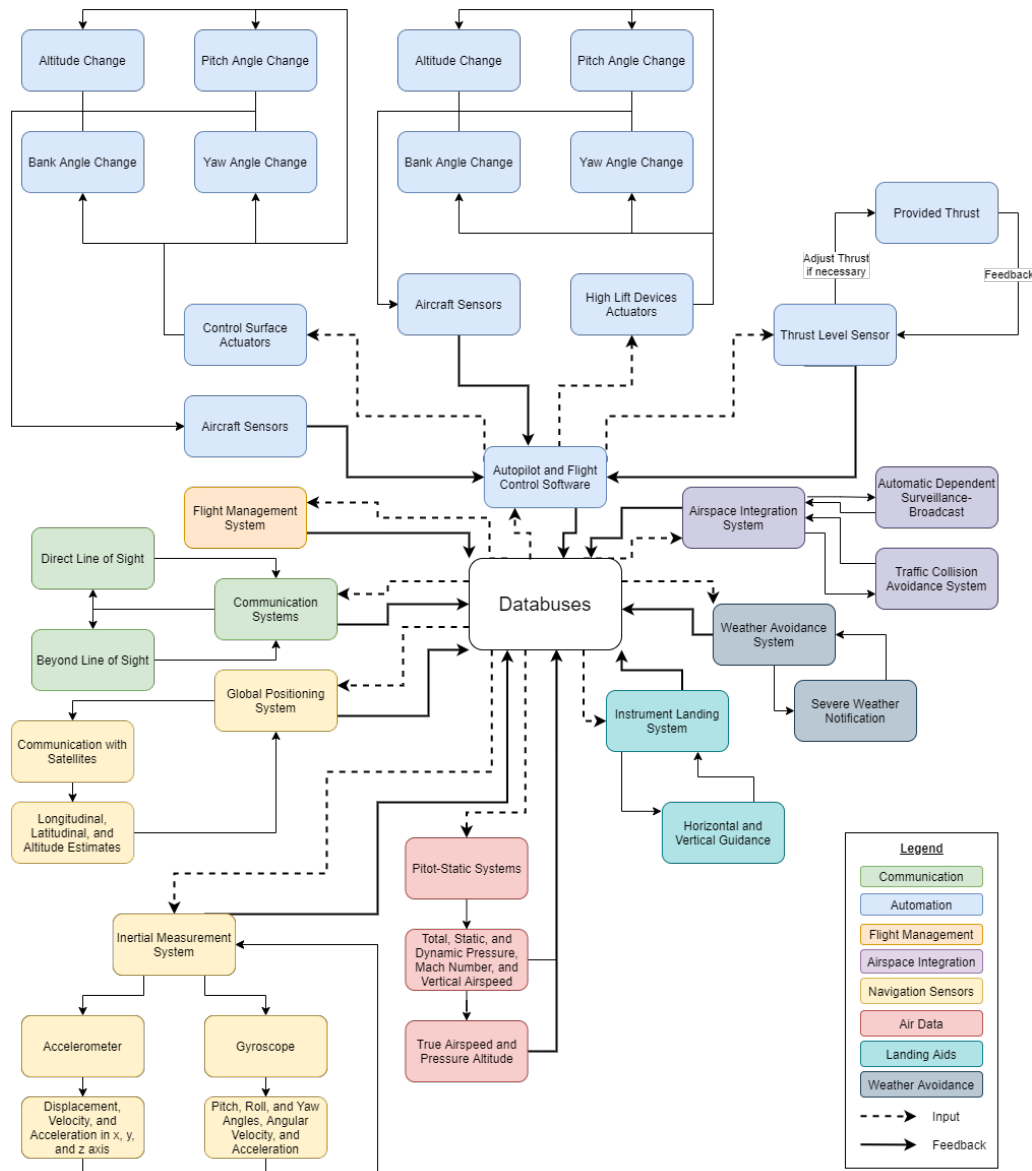 Altitude Change
Pitch Angle Change
Altitude Change
Pitch Angle Change
Bank Angle Change
Yaw Angle Change
Bank Angle Change
Yaw Angle Change
Provided Thrust
Adjust Thrust
if necessary
Feedback
Aircraft Sensors
High Lift Devices
Actuators
Control Surface
Actuators
Thrust Level Sensor
Aircraft Sensors
Autopilot and Flight
Control Software
Flight Management
System
Airspace Integration
System
Automatic Dependent
Surveillance-
Broadcast
Direct Line of Sight
Communication
Systems
Beyond Line of Sight
Databuses
Traffic Collision
Avoidance System
Weather Avoidance
System
Severe Weather
Notification
Global Positioning
System
Communication with
Satellites
Longitudinal,
Latitudinal, and
Altitude Estimates
Instrument Landing
System
Horizontal and
Vertical Guidance
Pitot-Static Systems
Total, Static, and
Dynamic Pressure,
Mach Number, and
Vertical Airspeed
True Airspeed and
Pressure Altitude
Inertial Measurement
System
Accelerometer
Gyroscope
Displacement,
Velocity, and
Acceleration in x, y,
and z axis
Pitch, Roll, and Yaw
Angles, Angular
Velocity, and
Acceleration
Legend
Communication
Automation
Flight Management
Airspace Integration
Navigation Sensors
Air Data
Landing Aids
Weather Avoidance
Input
Feedback